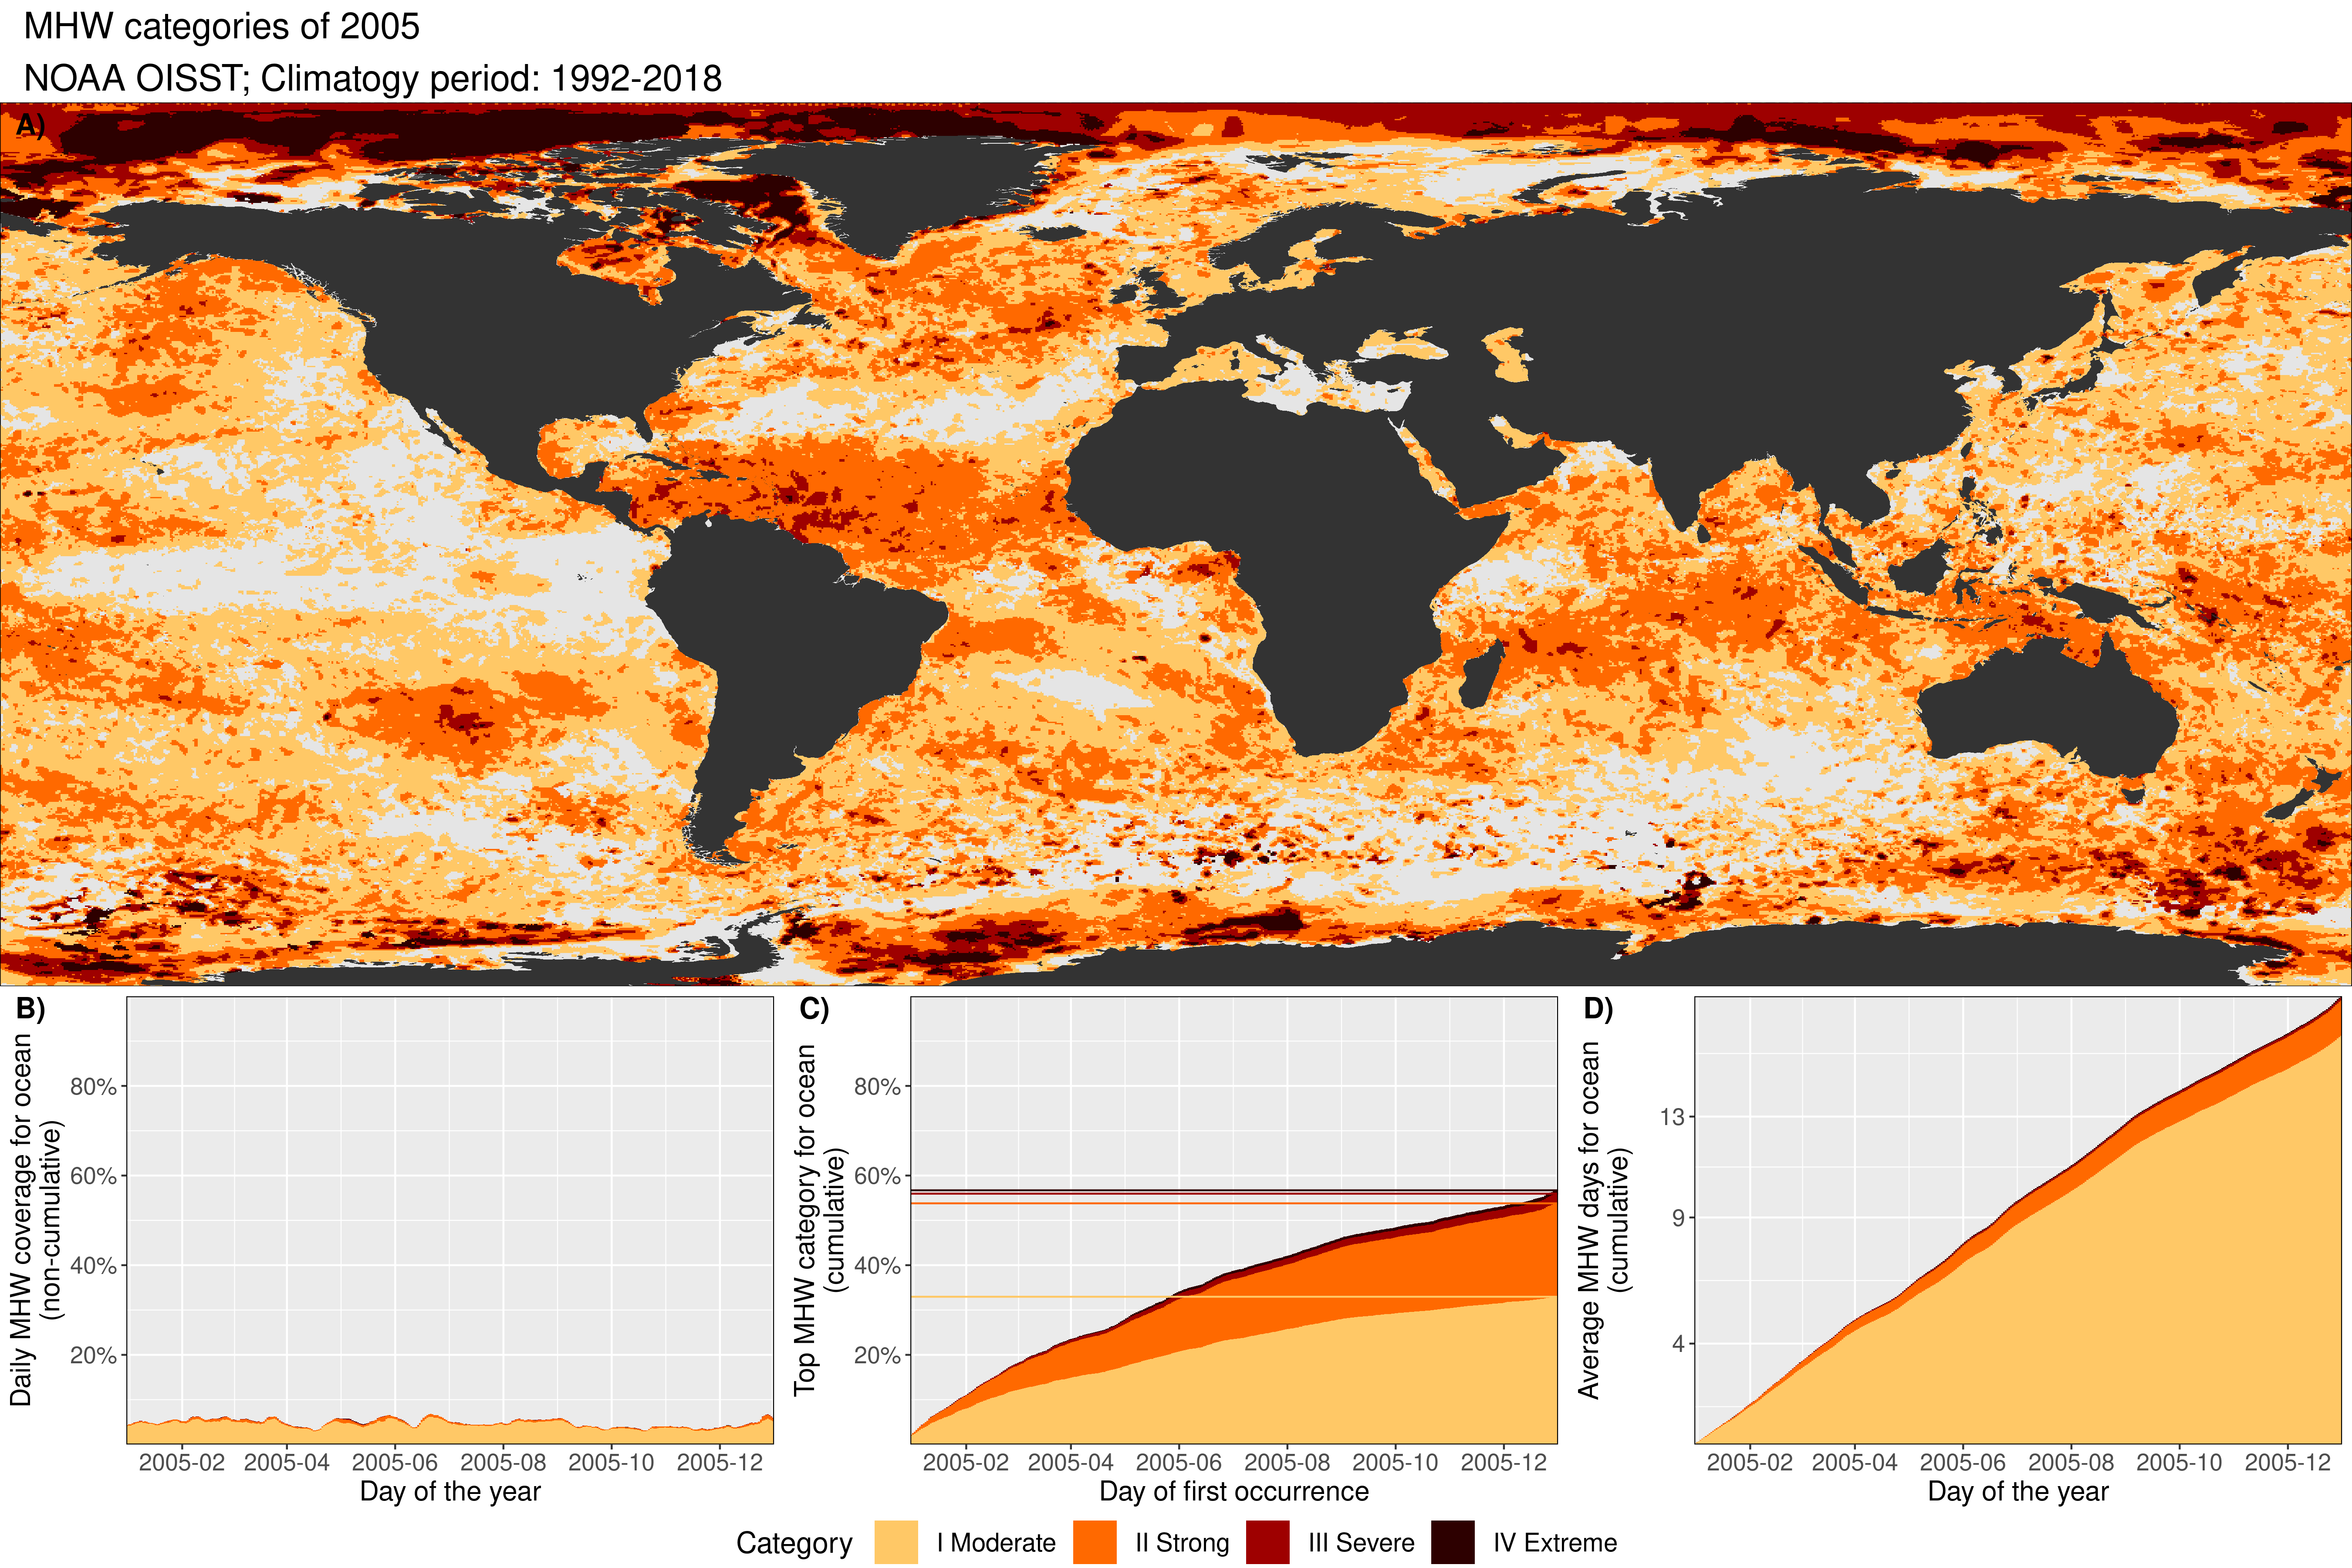 MHW categories of 2005
NOAA OISST; Climatogy period: 1992-2018
A)
B)
Daily MHW coverage for ocean
(non-cumulative)
80%
60%
40%
20%
2005-02 2005-04 2005-06 2005-08 2005-10 2005-12
Day of the year
C)
Top MHW category for ocean
(cumulative)
80%
60%
40%
20%
2005-02 2005-04 2005-06 2005-08 2005-10 2005-12
Day of first occurrence
D)
Average MHW days for ocean
(cumulative)
13
9
4
2005-02 2005-04 2005-06 2005-08 2005-10 2005-12
Day of the year
Category I Moderate II Strong III Severe IV Extreme